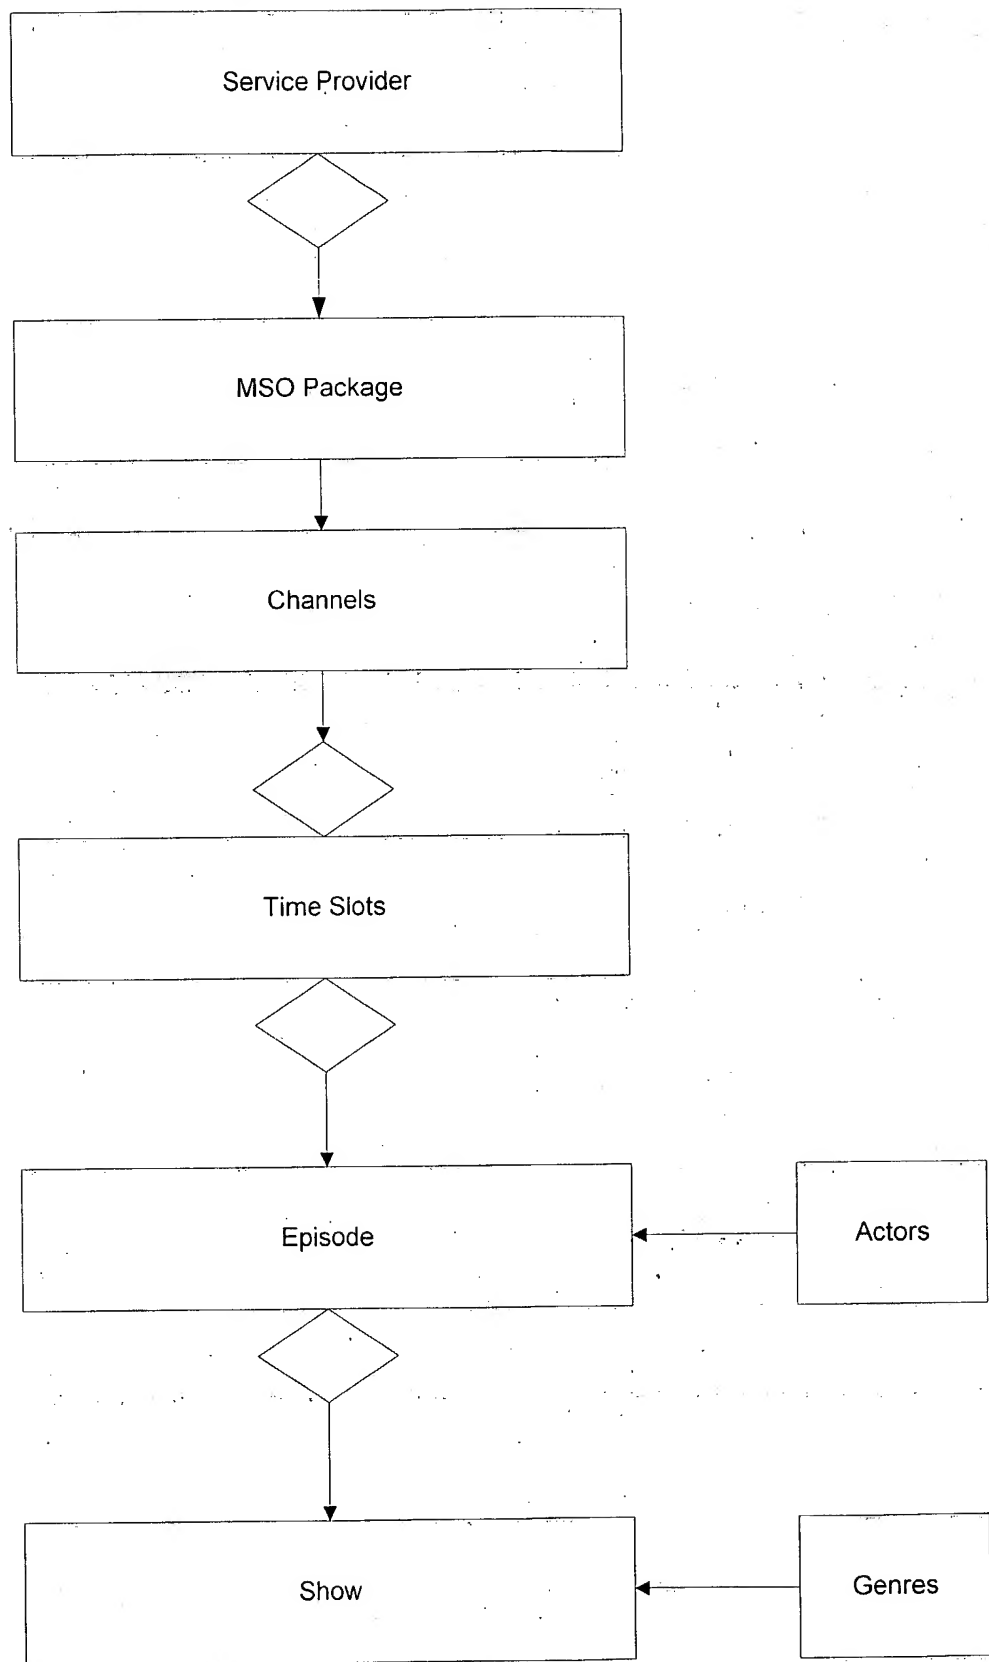 Service Provider
MSO Package
Channels
Time Slots
Episode
Actors
Show
Genres